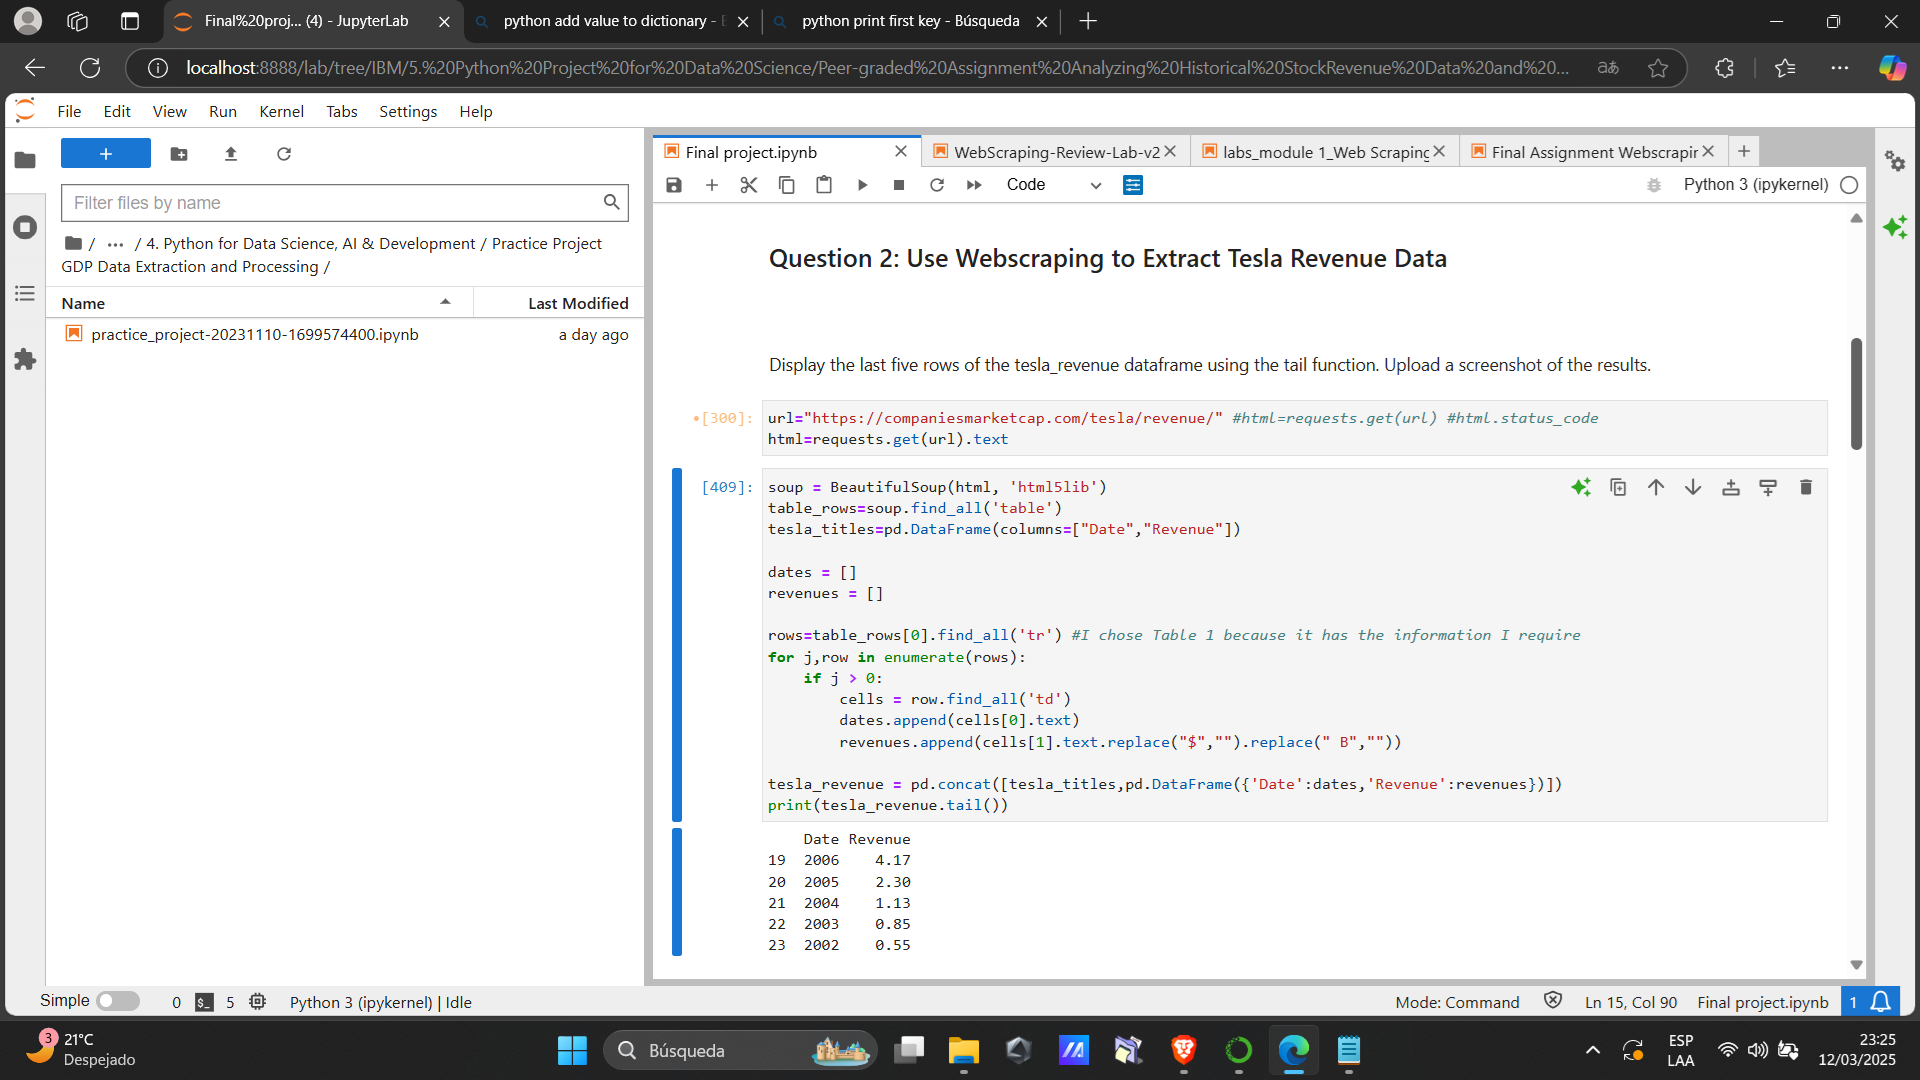 Final%20proj... (4) - JupyterLab
python add value to dictionary -
python print first key - Búsqueda
localhost:8888/lab/tree/IBM/5.%20Python%20Project%20for%20Data%20Science/Peer-graded%20Assignment%20Analyzing%20Historical%20StockRevenue%20Data%20and%20...
File Edit View Run Kernel Tabs Settings Help
Final project.ipynb
WebScraping-Review-Lab-v2
labs_module 1_Web Scraping
Final Assignment Webscrapir
Code
Python 3 (ipykernel)
Filter files by name
/ ... / 4. Python for Data Science, AI & Development / Practice Project
GDP Data Extraction and Processing /
Name Last Modified
practice_project-20231110-1699574400.ipynb a day ago
Question 2: Use Webscraping to Extract Tesla Revenue Data
Display the last five rows of the tesla_revenue dataframe using the tail function. Upload a screenshot of the results.
•[300]: url="https://companiesmarketcap.com/tesla/revenue/" #html=requests.get(url) #html.status_code
html=requests.get(url).text
[409]: soup = BeautifulSoup(html, 'html5lib')
table_rows=soup.find_all('table')
tesla_titles=pd.DataFrame(columns=["Date","Revenue"])
dates = []
revenues = []
rows=table_rows[0].find_all('tr') #I chose Table 1 because it has the information I require
for j,row in enumerate(rows):
    if j > 0:
        cells = row.find_all('td')
        dates.append(cells[0].text)
        revenues.append(cells[1].text.replace("$","").replace(" B",""))
tesla_revenue = pd.concat([tesla_titles,pd.DataFrame({'Date':dates,'Revenue':revenues})])
print(tesla_revenue.tail())
Date Revenue
19 2006 4.17
20 2005 2.30
21 2004 1.13
22 2003 0.85
23 2002 0.55
Simple 0 5 Python 3 (ipykernel) | Idle
Mode: Command Ln 15, Col 90 Final project.ipynb 1
3 21°C
Despejado
Búsqueda
ESP
LAA
23:25
12/03/2025